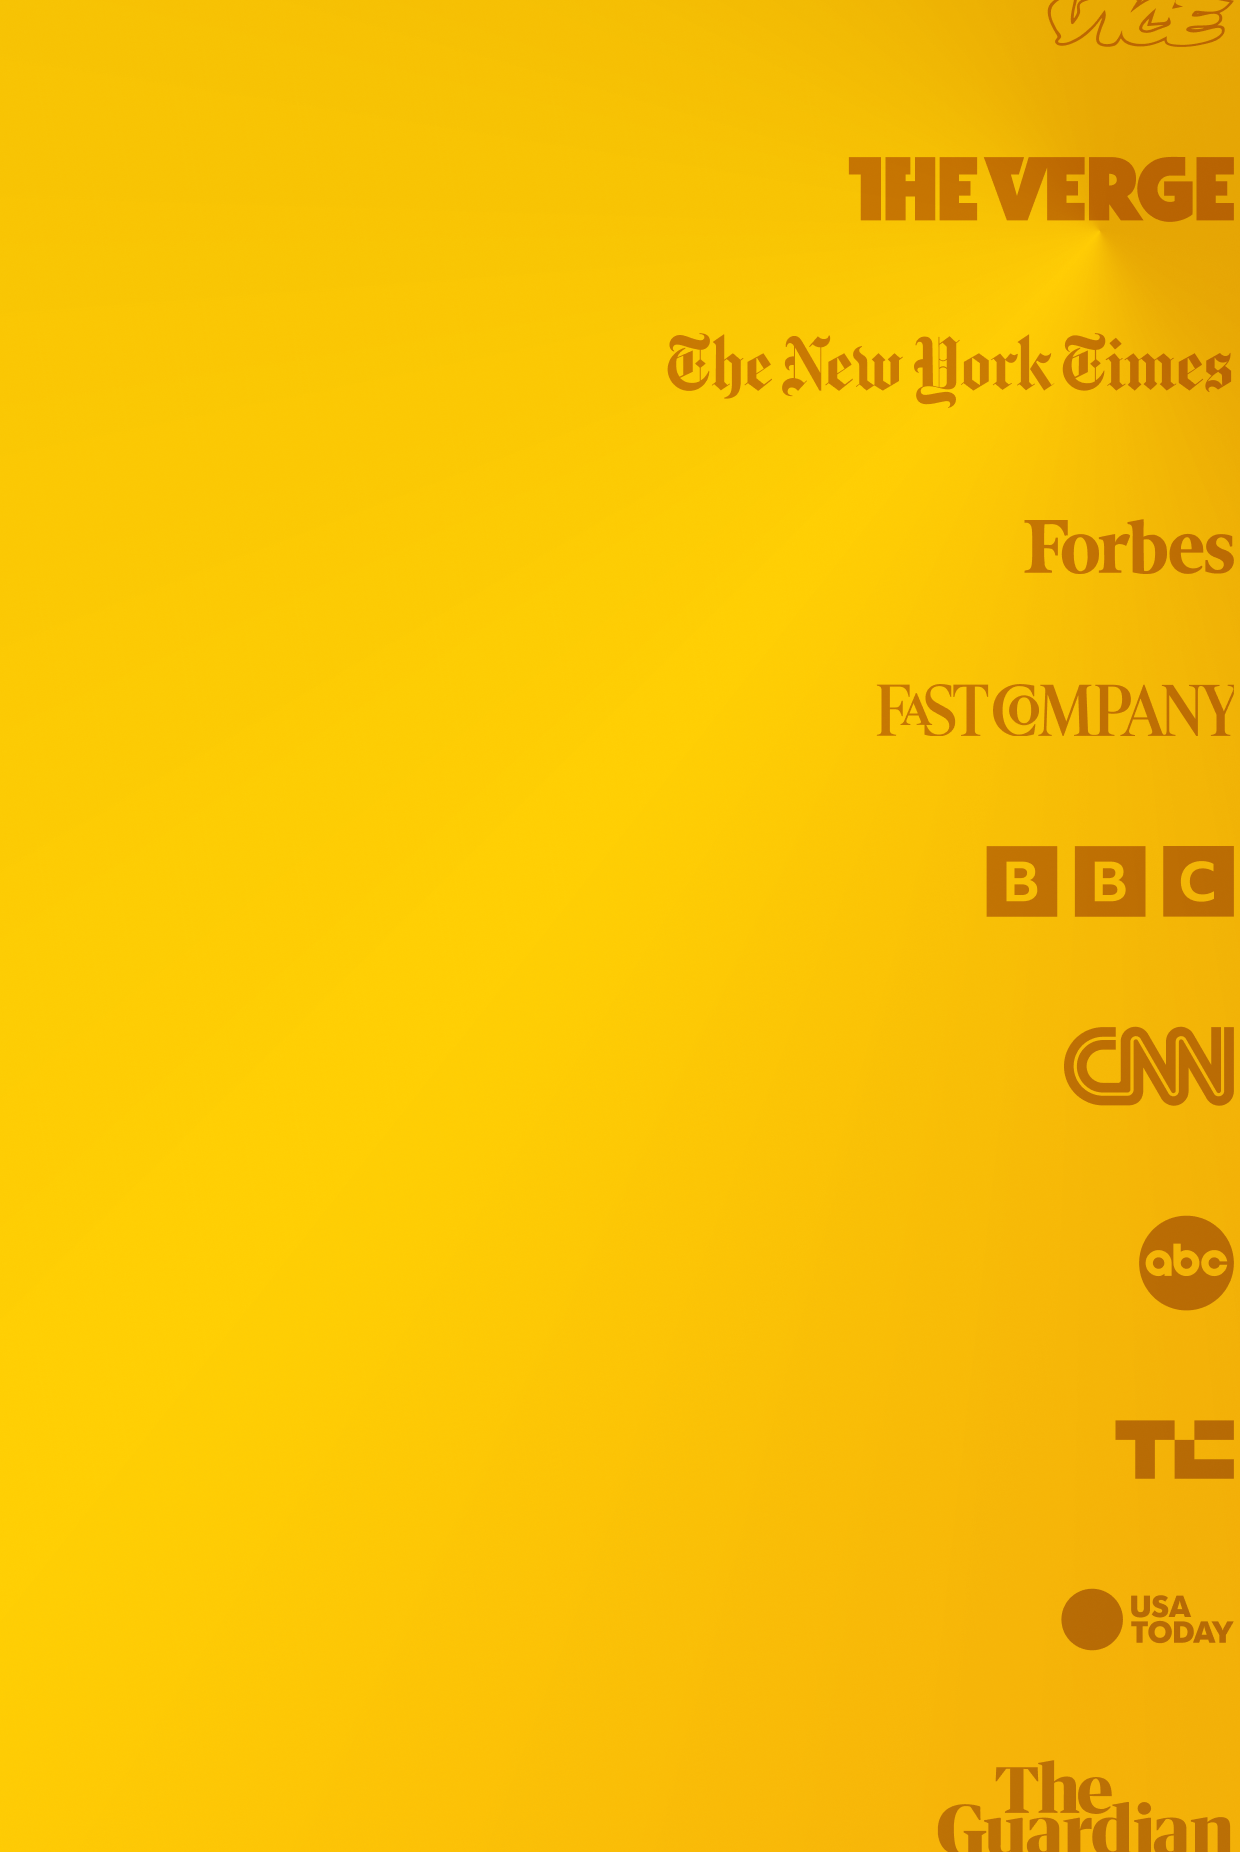 VICE
THE VERGE
The New York Times
Forbes
FAST COMPANY
BBC
CNN
abc
TC
USA
TODAY
The
Guardian